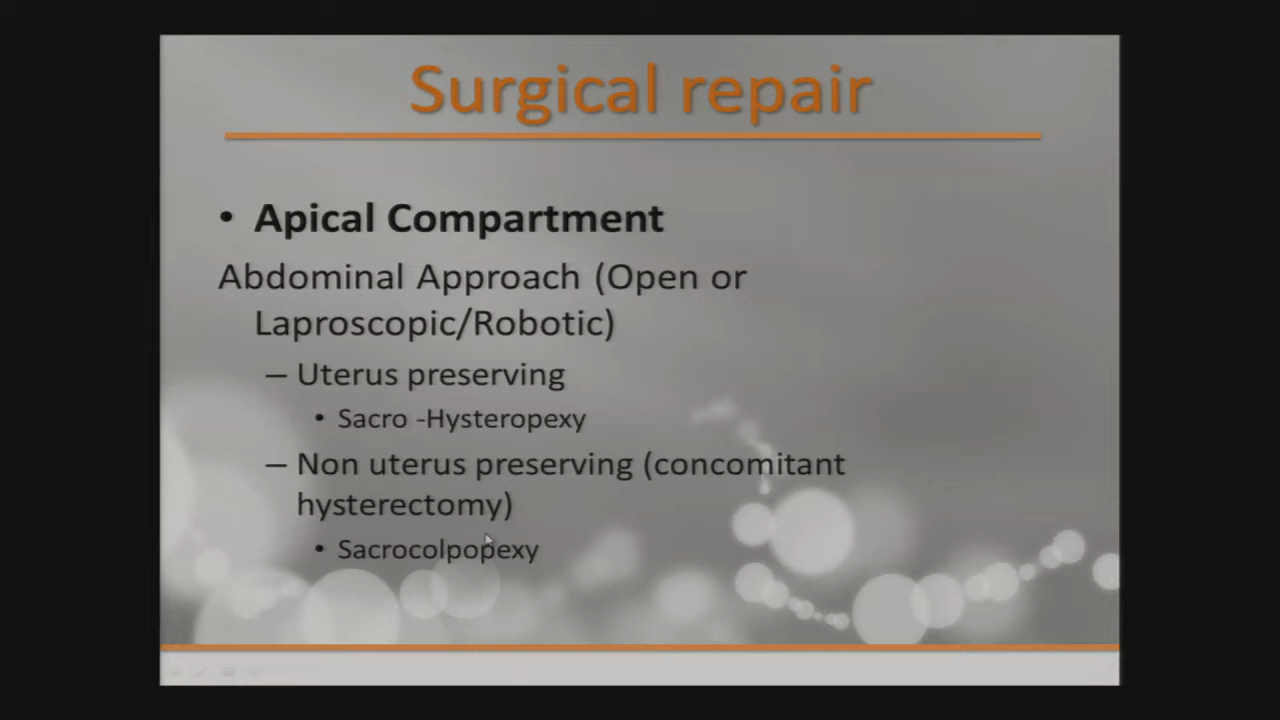 Surgical repair
• Apical Compartment
Abdominal Approach (Open or
Laproscopic/Robotic)
– Uterus preserving
• Sacro -Hysteropexy
– Non uterus preserving (concomitant
hysterectomy)
• Sacrocolpopexy